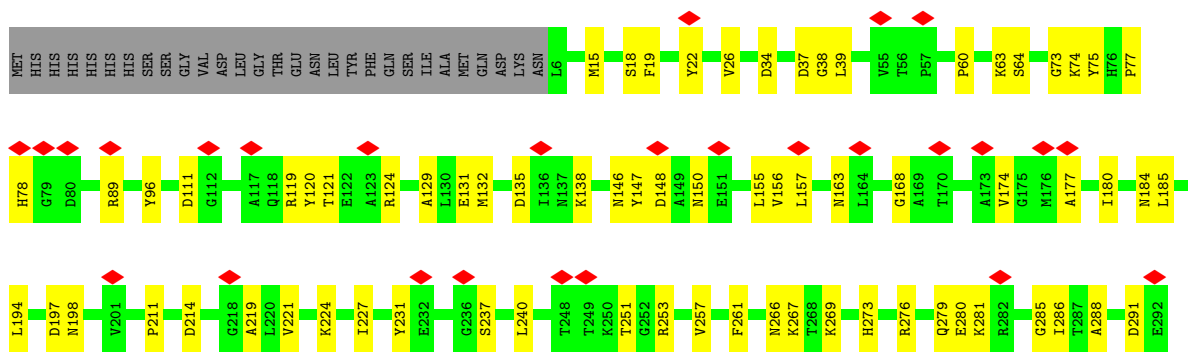 MET HIS HIS HIS HIS HIS HIS SER SER GLY VAL ASP LEU GLY THR GLU ASN LEU TYR PHE GLN SER ILE ALA MET GLN ASP LYS ASN L6 M15 S18 F19 Y22 V26 D34 D37 G38 L39 V55 T56 P57 P60 K63 S64 G73 K74 Y75 H76 P77
H78 G79 D80 R89 Y96 D111 G112 A117 Q118 R119 Y120 T121 E122 A123 R124 A129 L130 E131 M132 D135 I136 N137 K138 N146 Y147 D148 A149 N150 E151 L155 V156 L157 N163 L164 G168 A169 T170 A173 V174 G175 M176 A177 I180 N184 L185
L194 D197 N198 V201 P211 D214 G218 A219 L220 V221 K224 I227 Y231 E232 G236 S237 L240 T248 T249 K250 T251 G252 R253 V257 F261 N266 K267 T268 K269 H273 R276 Q279 E280 K281 R282 G285 I286 T287 A288 D291 E292